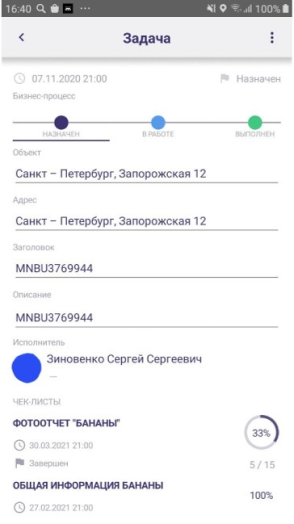 16:40 100%
Задача
07.11.2020 21:00 Назначен
Бизнес-процесс
НАЗНАЧЕН В РАБОТЕ ВЫПОЛНЕН
Объект
Санкт – Петербург, Запорожская 12
Адрес
Санкт – Петербург, Запорожская 12
Заголовок
MNBU3769944
Описание
MNBU3769944
Исполнитель
Зиновенко Сергей Сергеевич
—
ЧЕК-ЛИСТЫ
ФОТООТЧЕТ "БАНАНЫ"
33%
30.03.2021 21:00
Завершен 5 / 15
ОБЩАЯ ИНФОРМАЦИЯ БАНАНЫ
100%
27.02.2021 21:00